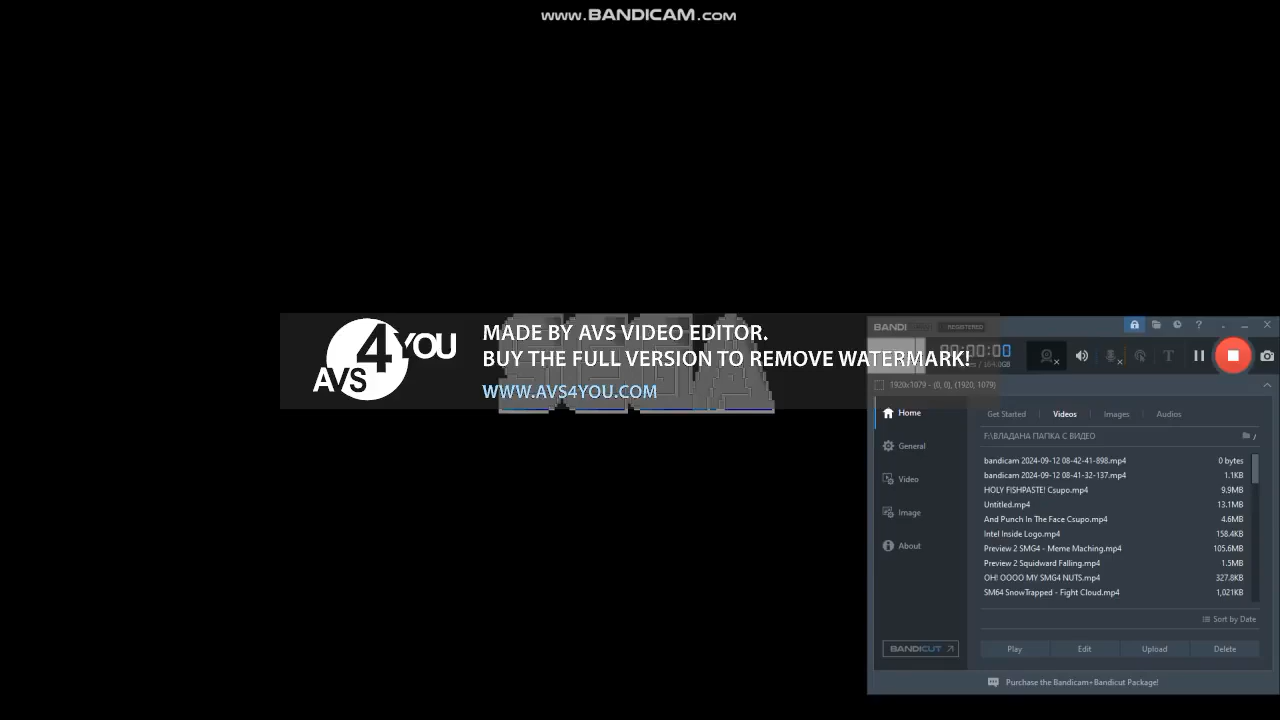 www.BANDICAM.com
AVS4YOU
MADE BY AVS VIDEO EDITOR.
BUY THE FULL VERSION TO REMOVE WATERMARK!
WWW.AVS4YOU.COM
BANDI
REGISTERED
00:00:00
1920x1079 - (0, 0), (1920, 1079)
Home
General
Video
Image
About
BANDICUT
Get Started Videos Images Audios
F:\ВЛАДАНА ПАПКА С ВИДЕО
bandicam 2024-09-12 08-42-41-898.mp4 0 bytes
bandicam 2024-09-12 08-41-32-137.mp4 1.1KB
HOLY FISHPASTE! Csupo.mp4 9.9MB
Untitled.mp4 13.1MB
And Punch In The Face Csupo.mp4 4.6MB
Intel Inside Logo.mp4 158.4KB
Preview 2 SMG4 - Meme Maching.mp4 105.6MB
Preview 2 Squidward Falling.mp4 1.5MB
OH! OOOO MY SMG4 NUTS.mp4 327.8KB
SM64 SnowTrapped - Fight Cloud.mp4 1,021KB
Sort by Date
Play Edit Upload Delete
Purchase the Bandicam+Bandicut Package!